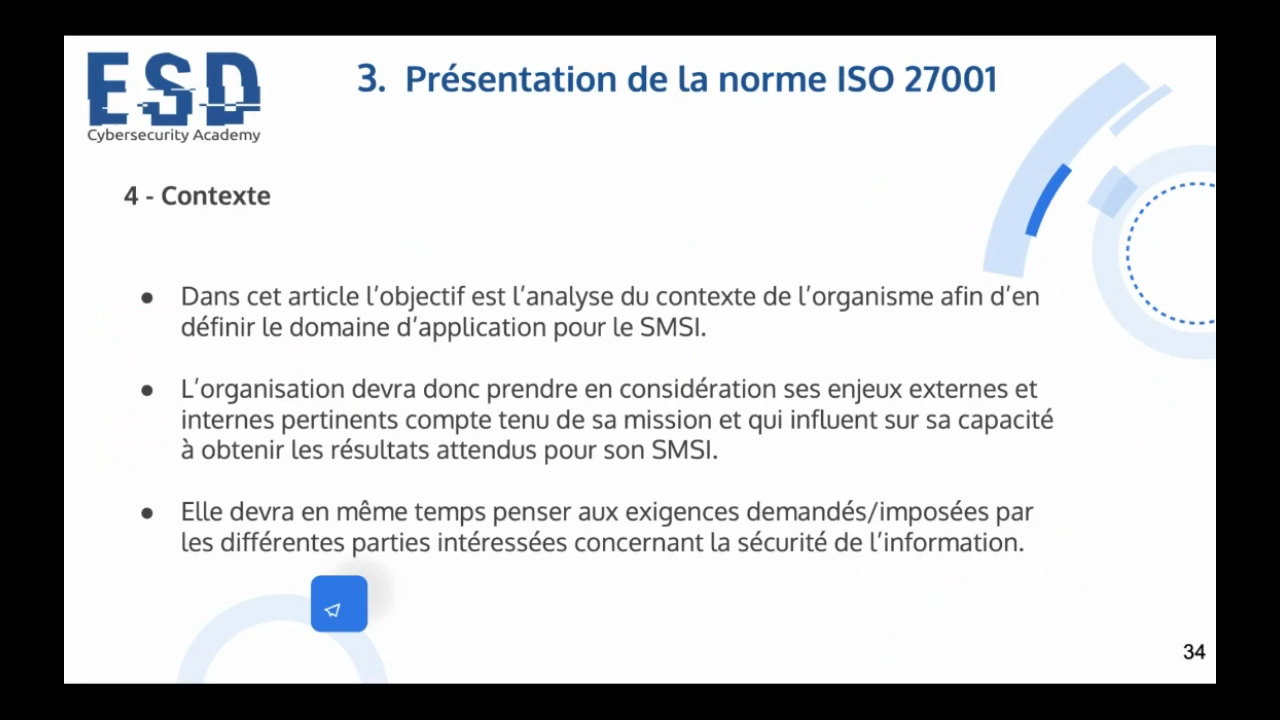 ESD
Cybersecurity Academy
3. Présentation de la norme ISO 27001
4 - Contexte
● Dans cet article l’objectif est l’analyse du contexte de l’organisme afin d’en
définir le domaine d’application pour le SMSI.
● L’organisation devra donc prendre en considération ses enjeux externes et
internes pertinents compte tenu de sa mission et qui influent sur sa capacité
à obtenir les résultats attendus pour son SMSI.
● Elle devra en même temps penser aux exigences demandés/imposées par
les différentes parties intéressées concernant la sécurité de l’information.
34